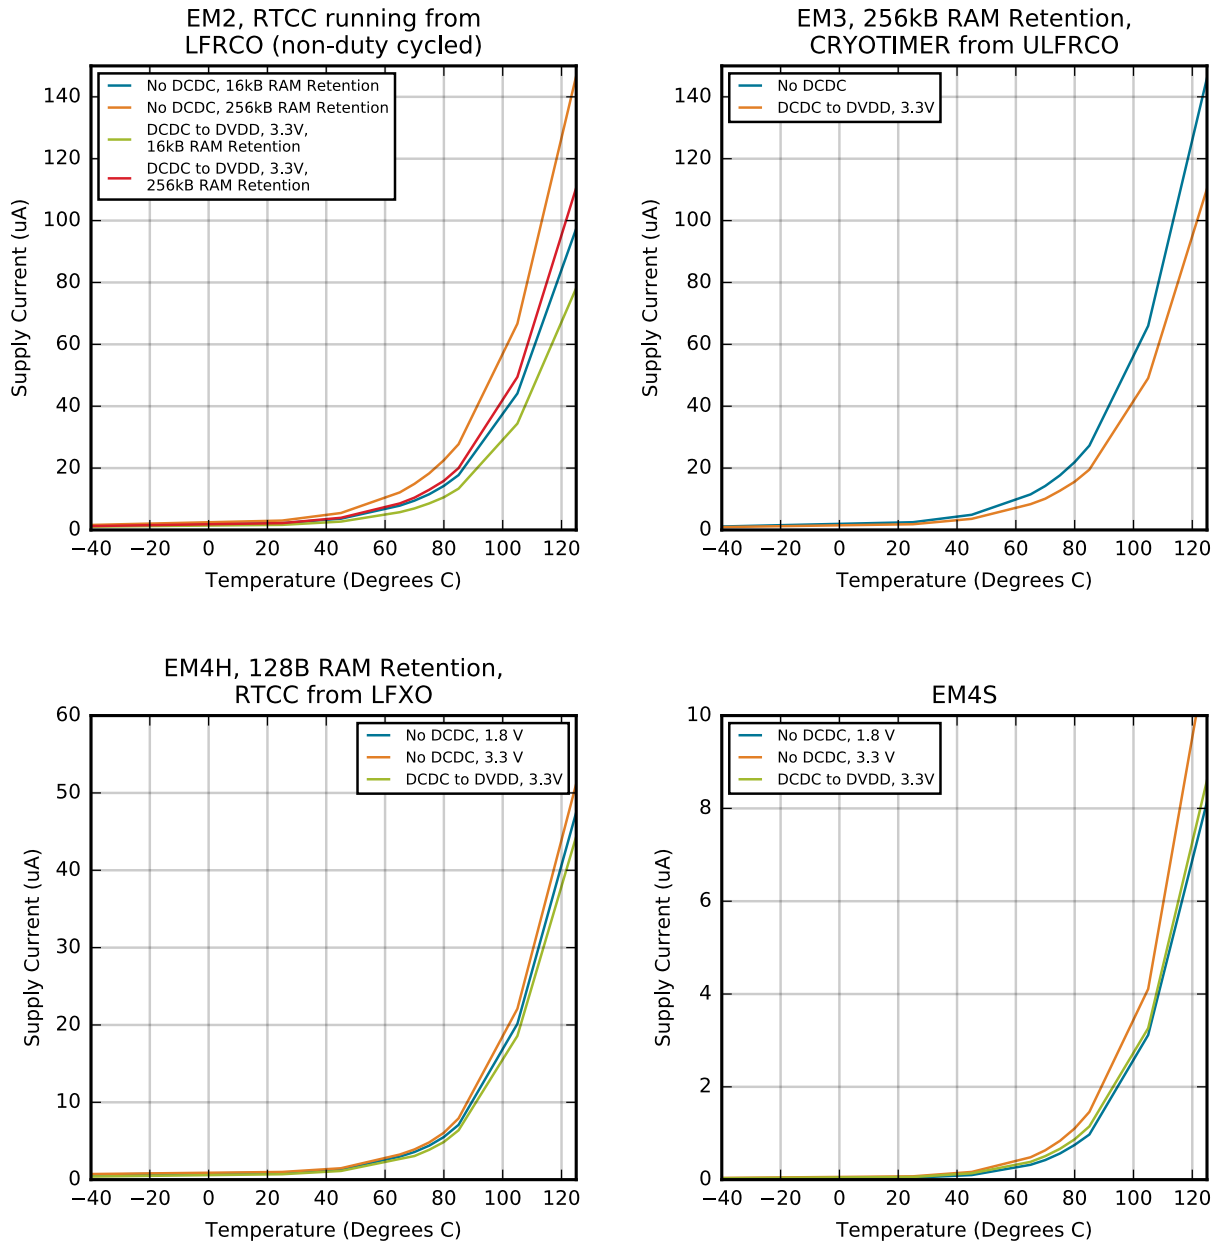 EM2, RTCC running from
LFRCO (non-duty cycled)
No DCDC, 16kB RAM Retention
No DCDC, 256kB RAM Retention
DCDC to DVDD, 3.3V,
16kB RAM Retention
DCDC to DVDD, 3.3V,
256kB RAM Retention
Supply Current (uA)
140
120
100
80
60
40
20
0
−40 −20 0 20 40 60 80 100 120
Temperature (Degrees C)
EM3, 256kB RAM Retention,
CRYOTIMER from ULFRCO
No DCDC
DCDC to DVDD, 3.3V
Supply Current (uA)
140
120
100
80
60
40
20
0
−40 −20 0 20 40 60 80 100 120
Temperature (Degrees C)
EM4H, 128B RAM Retention,
RTCC from LFXO
No DCDC, 1.8 V
No DCDC, 3.3 V
DCDC to DVDD, 3.3V
Supply Current (uA)
60
50
40
30
20
10
0
−40 −20 0 20 40 60 80 100 120
Temperature (Degrees C)
EM4S
No DCDC, 1.8 V
No DCDC, 3.3 V
DCDC to DVDD, 3.3V
Supply Current (uA)
10
8
6
4
2
0
−40 −20 0 20 40 60 80 100 120
Temperature (Degrees C)